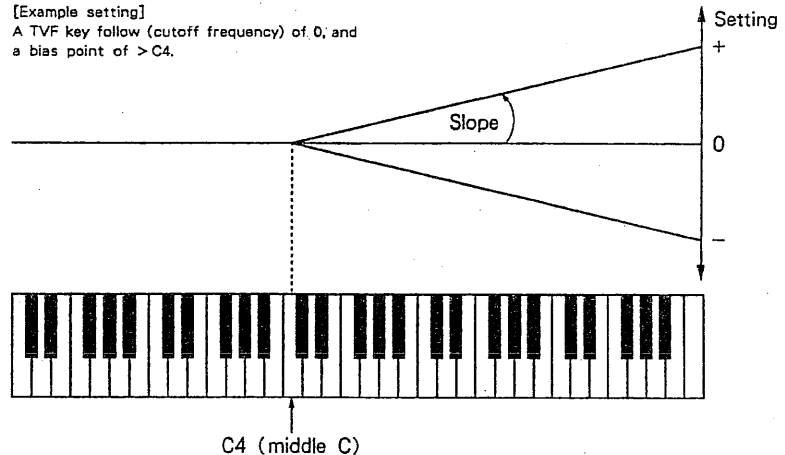 [Example setting]
A TVF key follow (cutoff frequency) of 0, and
a bias point of > C4.
Setting
+
Slope
0
−
C4 (middle C)